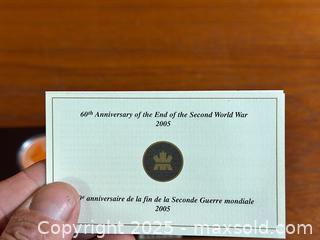 60th Anniversary of the End of the Second World War
2005
e anniversaire de la fin de la Seconde Guerre mondiale
2005
Copyright 2025 - maxsold.com